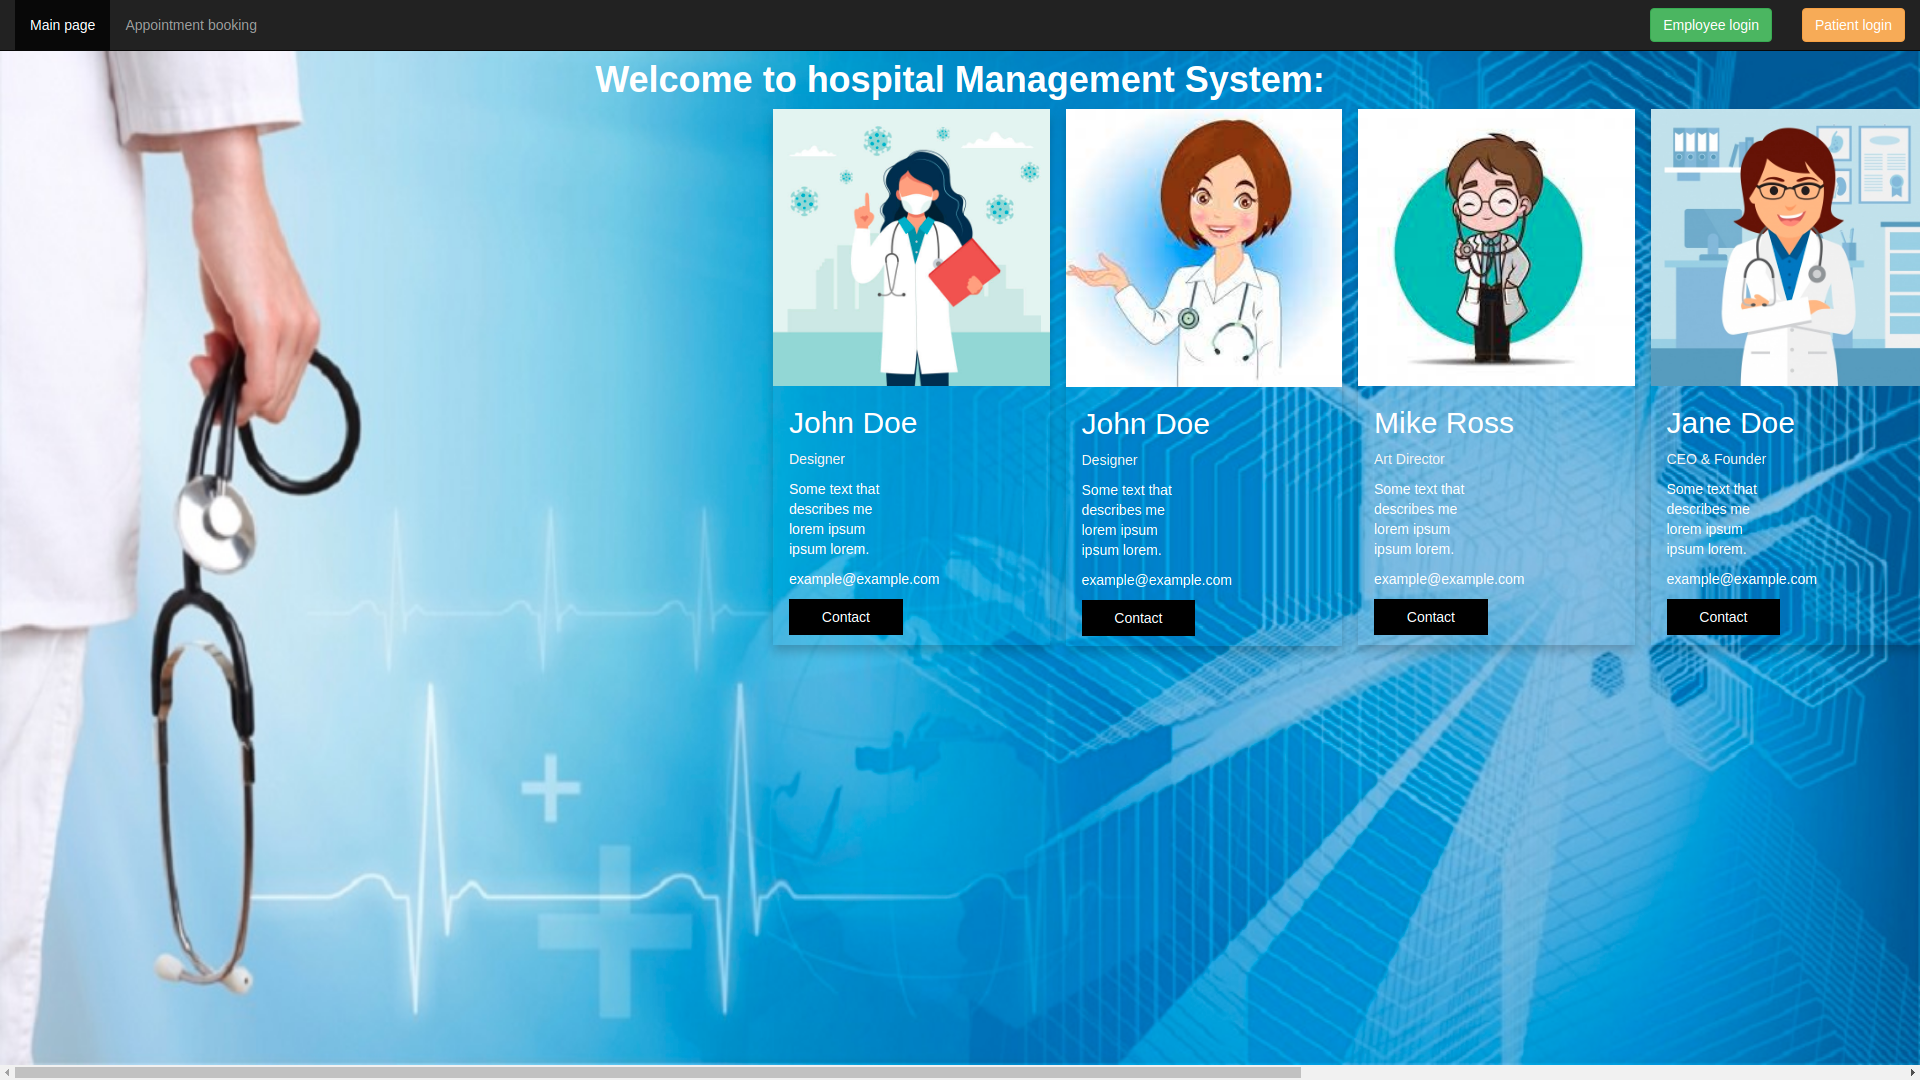 Main page
Appointment booking
Employee login
Patient login
Welcome to hospital Management System:
John Doe
Designer
Some text that
describes me
lorem ipsum
ipsum lorem.
example@example.com
Contact
John Doe
Designer
Some text that
describes me
lorem ipsum
ipsum lorem.
example@example.com
Contact
Mike Ross
Art Director
Some text that
describes me
lorem ipsum
ipsum lorem.
example@example.com
Contact
Jane Doe
CEO & Founder
Some text that
describes me
lorem ipsum
ipsum lorem.
example@example.com
Contact